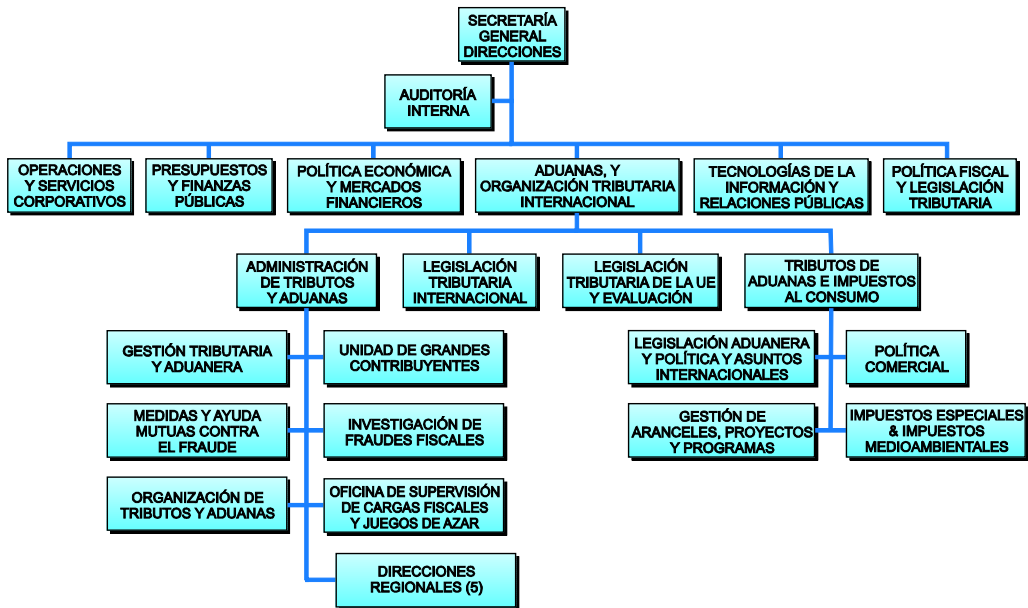 SECRETARÍA
GENERAL
DIRECCIONES
AUDITORÍA
INTERNA
OPERACIONES
Y SERVICIOS
CORPORATIVOS
PRESUPUESTOS
Y FINANZAS
PÚBLICAS
POLÍTICA ECONÓMICA
Y MERCADOS
FINANCIEROS
ADUANAS, Y
ORGANIZACIÓN TRIBUTARIA
INTERNACIONAL
TECNOLOGÍAS DE LA
INFORMACIÓN Y
RELACIONES PÚBLICAS
POLÍTICA FISCAL
Y LEGISLACIÓN
TRIBUTARIA
ADMINISTRACIÓN
DE TRIBUTOS
Y ADUANAS
LEGISLACIÓN
TRIBUTARIA
INTERNACIONAL
LEGISLACIÓN
TRIBUTARIA DE LA UE
Y EVALUACIÓN
TRIBUTOS DE
ADUANAS E IMPUESTOS
AL CONSUMO
GESTIÓN TRIBUTARIA
Y ADUANERA
UNIDAD DE GRANDES
CONTRIBUYENTES
MEDIDAS Y AYUDA
MUTUAS CONTRA
EL FRAUDE
INVESTIGACIÓN DE
FRAUDES FISCALES
ORGANIZACIÓN DE
TRIBUTOS Y ADUANAS
OFICINA DE SUPERVISIÓN
DE CARGAS FISCALES
Y JUEGOS DE AZAR
DIRECCIONES
REGIONALES (5)
LEGISLACIÓN ADUANERA
Y POLÍTICA Y ASUNTOS
INTERNACIONALES
POLÍTICA
COMERCIAL
GESTIÓN DE
ARANCELES, PROYECTOS
Y PROGRAMAS
IMPUESTOS ESPECIALES
& IMPUESTOS
MEDIOAMBIENTALES